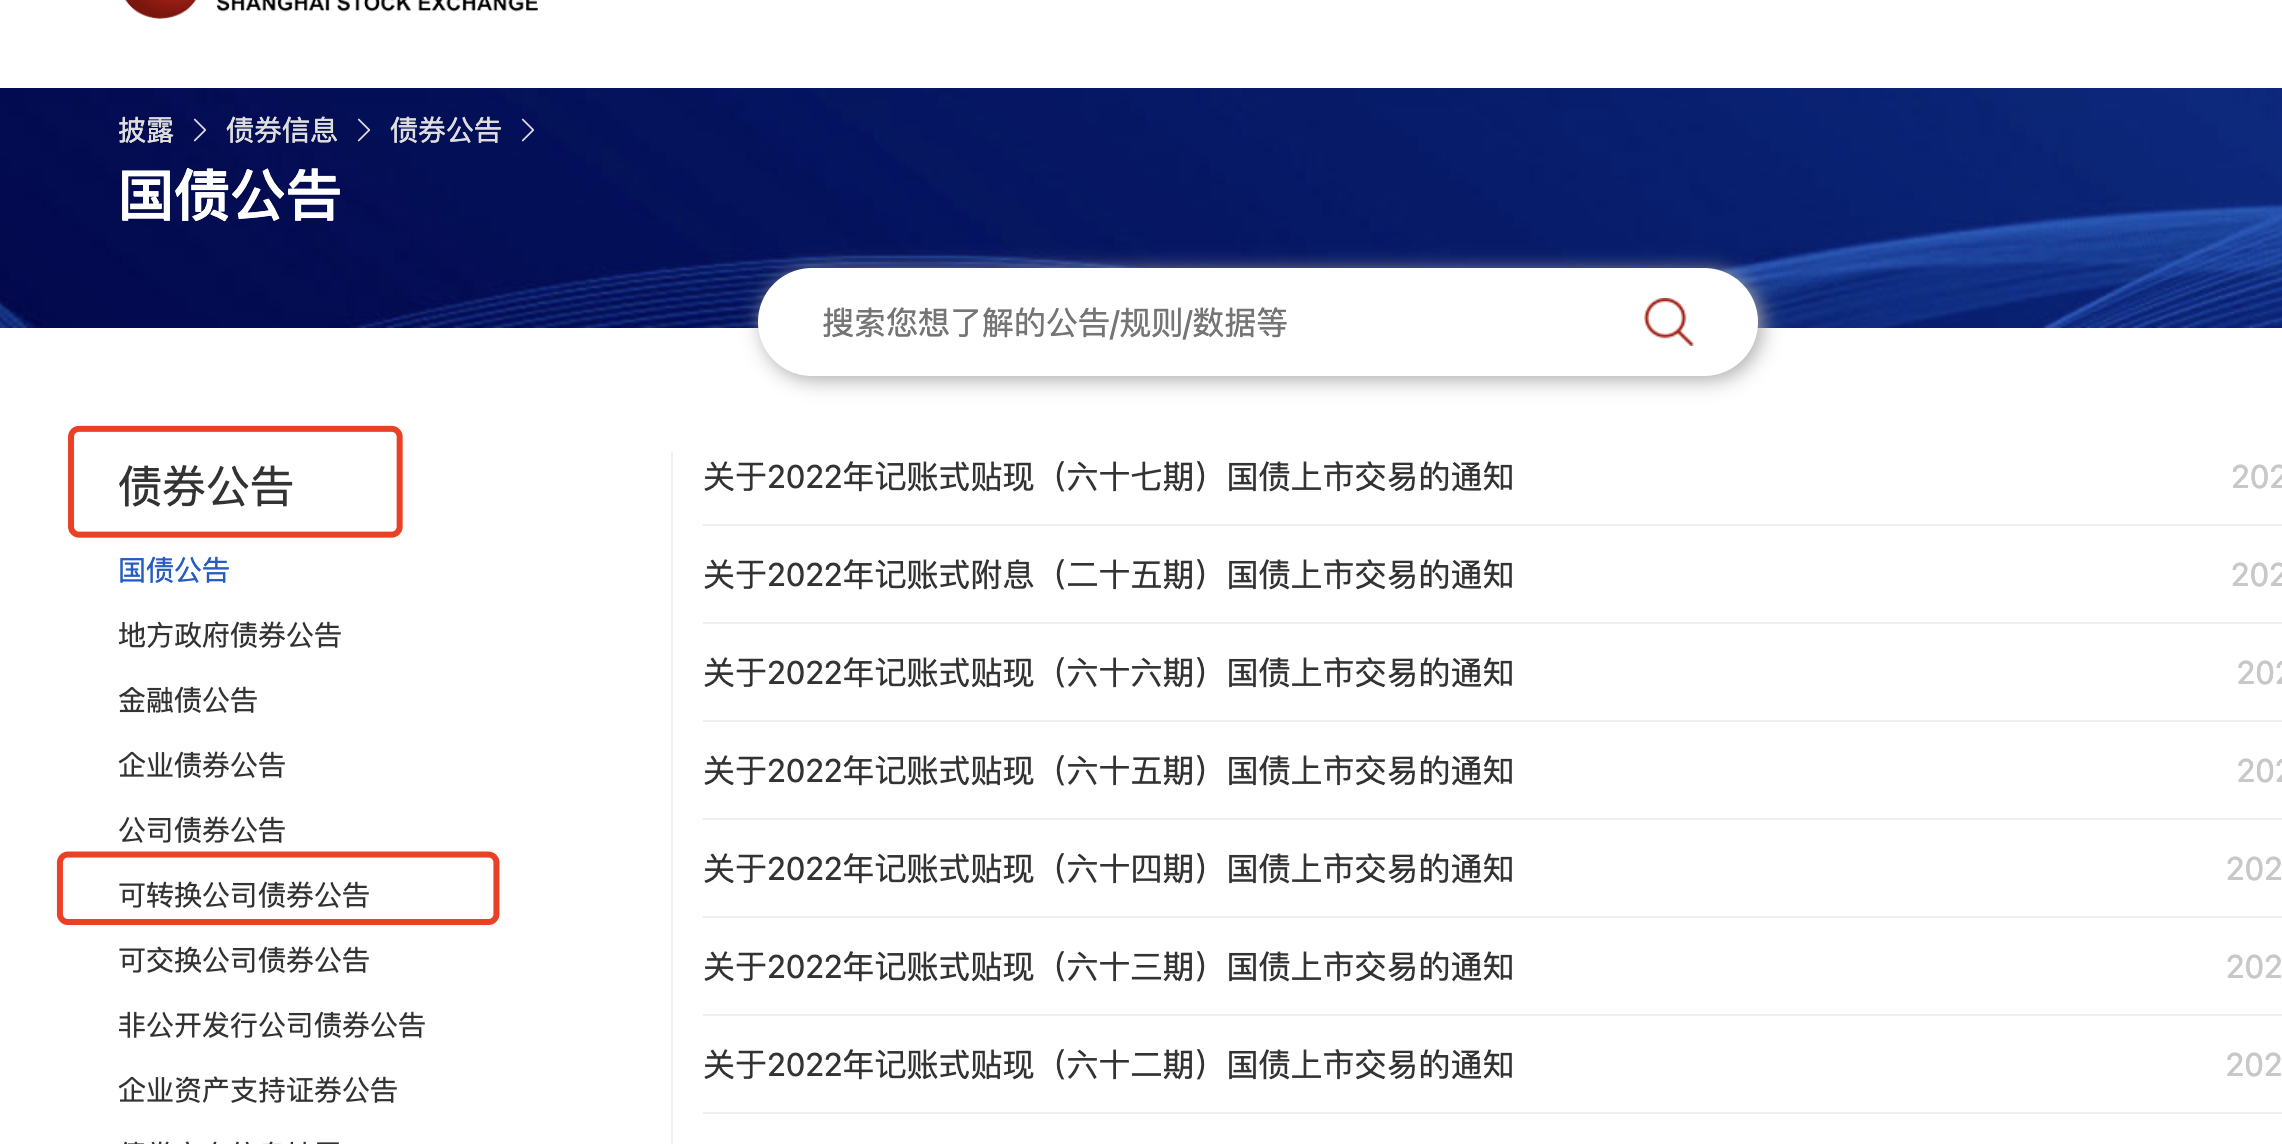 SHANGHAI STOCK EXCHANGE
披露 > 债券信息 > 债券公告 >
国债公告
搜索您想了解的公告/规则/数据等
债券公告
国债公告
地方政府债券公告
金融债公告
企业债券公告
公司债券公告
可转换公司债券公告
可交换公司债券公告
非公开发行公司债券公告
企业资产支持证券公告
关于2022年记账式贴现（六十七期）国债上市交易的通知 202
关于2022年记账式附息（二十五期）国债上市交易的通知 202
关于2022年记账式贴现（六十六期）国债上市交易的通知 202
关于2022年记账式贴现（六十五期）国债上市交易的通知 202
关于2022年记账式贴现（六十四期）国债上市交易的通知 202
关于2022年记账式贴现（六十三期）国债上市交易的通知 202
关于2022年记账式贴现（六十二期）国债上市交易的通知 202